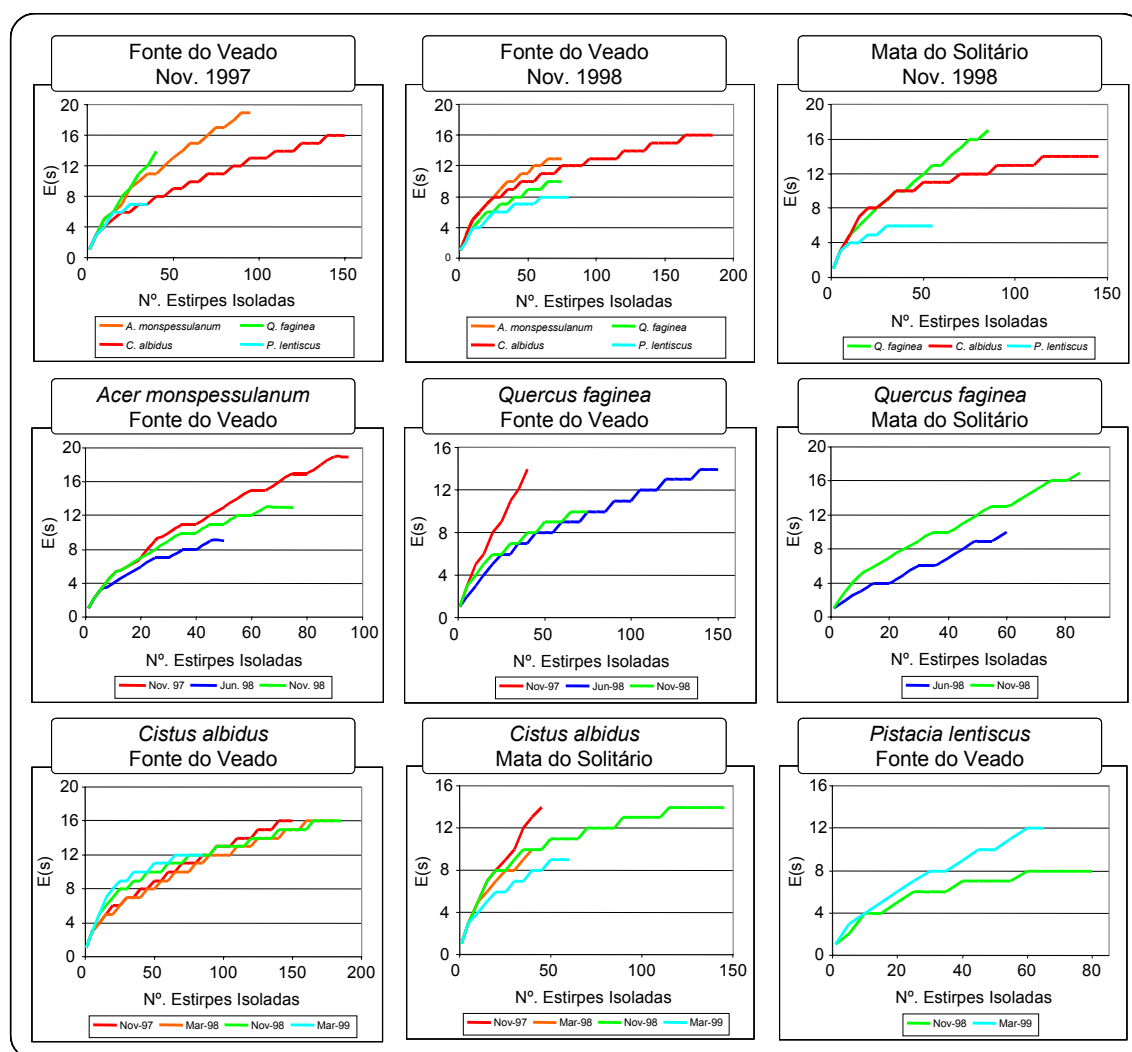 Fonte do Veado
Nov. 1997
20
16
12
8
4
0
E(s)
0 50 100 150
Nº. Estirpes Isoladas
A. monspessulanum Q. faginea
C. albidus P. lentiscus
Fonte do Veado
Nov. 1998
20
16
12
8
4
0
E(s)
0 50 100 150 200
Nº. Estirpes Isoladas
A. monspessulanum Q. faginea
C. albidus P. lentiscus
Mata do Solitário
Nov. 1998
20
16
12
8
4
0
E(s)
0 50 100 150
Nº. Estirpes Isoladas
Q. faginea C. albidus P. lentiscus
Acer monspessulanum
Fonte do Veado
20
16
12
8
4
0
E(s)
0 20 40 60 80 100
Nº. Estirpes Isoladas
Nov. 97 Jun. 98 Nov. 98
Quercus faginea
Fonte do Veado
16
12
8
4
0
E(s)
0 50 100 150
Nº. Estirpes Isoladas
Nov-97 Jun-98 Nov-98
Quercus faginea
Mata do Solitário
20
16
12
8
4
0
E(s)
0 20 40 60 80
Nº. Estirpes Isoladas
Jun-98 Nov-98
Cistus albidus
Fonte do Veado
20
16
12
8
4
0
E(s)
0 50 100 150 200
Nº. Estirpes Isoladas
Nov-97 Mar-98 Nov-98 Mar-99
Cistus albidus
Mata do Solitário
16
12
8
4
0
E(s)
0 50 100 150
Nº. Estirpes Isoladas
Nov-97 Mar-98 Nov-98 Mar-99
Pistacia lentiscus
Fonte do Veado
16
12
8
4
0
E(s)
0 20 40 60 80
Nº. Estirpes Isoladas
Nov-98 Mar-99